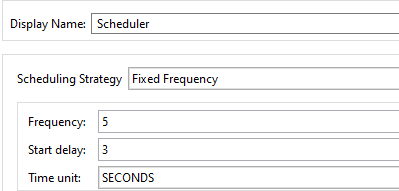 Display Name: Scheduler
Scheduling Strategy Fixed Frequency
Frequency: 5
Start delay: 3
Time unit: SECONDS